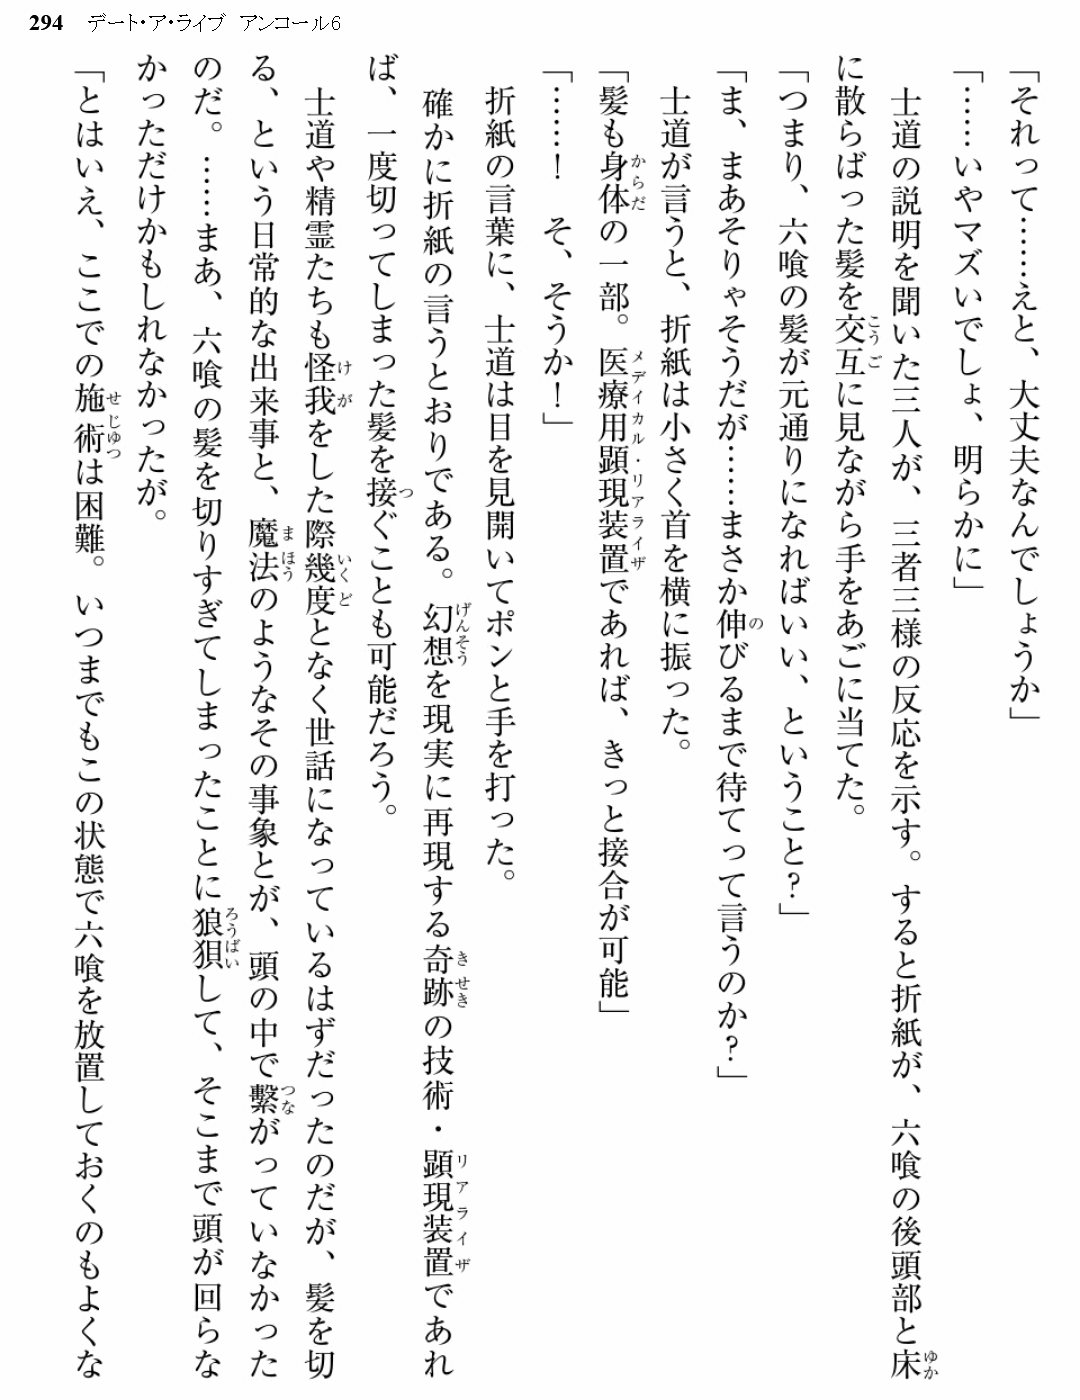 294 デート・ア・ライブ アンコール6
「それって……えと、大丈夫なんでしょうか」
「……いやマズいでしょ、明らかに」
士道の説明を聞いた三人が、三者三様の反応を示す。すると折紙が、六喰の後頭部と床
に散らばった髪を交互に見ながら手をあごに当てた。
「つまり、六喰の髪が元通りになればいい、ということ？」
「ま、まあそりゃそうだが……まさか伸びるまで待てって言うのか？」
士道が言うと、折紙は小さく首を横に振った。
「髪も身体の一部。医療用顕現装置であれば、きっと接合が可能」
「……！　そ、そうか！」
折紙の言葉に、士道は目を見開いてポンと手を打った。
確かに折紙の言うとおりである。幻想を現実に再現する奇跡の技術・顕現装置であれ
ば、一度切ってしまった髪を接ぐことも可能だろう。
士道や精霊たちも怪我をした際幾度となく世話になっているはずだったのだが、髪を切
る、という日常的な出来事と、魔法のようなその事象とが、頭の中で繋がっていなかった
のだ。……まあ、六喰の髪を切りすぎてしまったことに狼狽して、そこまで頭が回らな
かっただけかもしれなかったが。
「とはいえ、ここでの施術は困難。いつまでもこの状態で六喰を放置しておくのもよくな